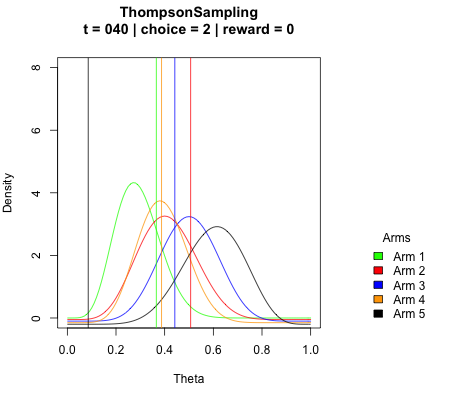 ThompsonSampling
t = 040 | choice = 2 | reward = 0
Density
8
6
4
2
0
0.0 0.2 0.4 0.6 0.8 1.0
Theta
Arms
Arm 1
Arm 2
Arm 3
Arm 4
Arm 5